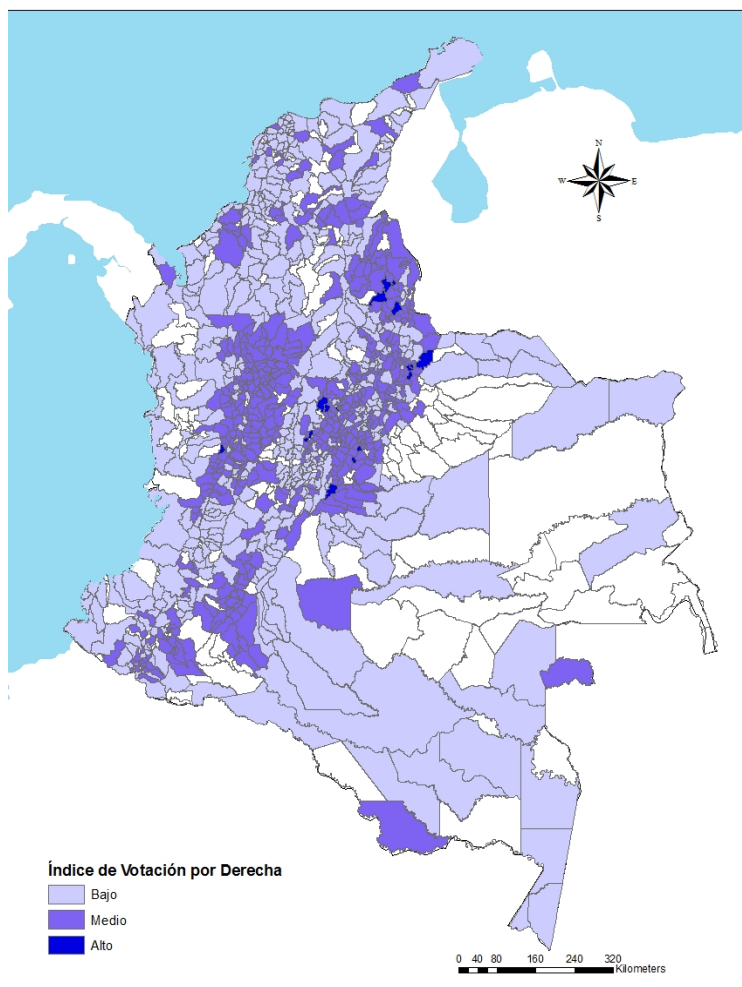 N
W E
S
Índice de Votación por Derecha
Bajo
Medio
Alto
0 40 80 160 240 320
Kilometers